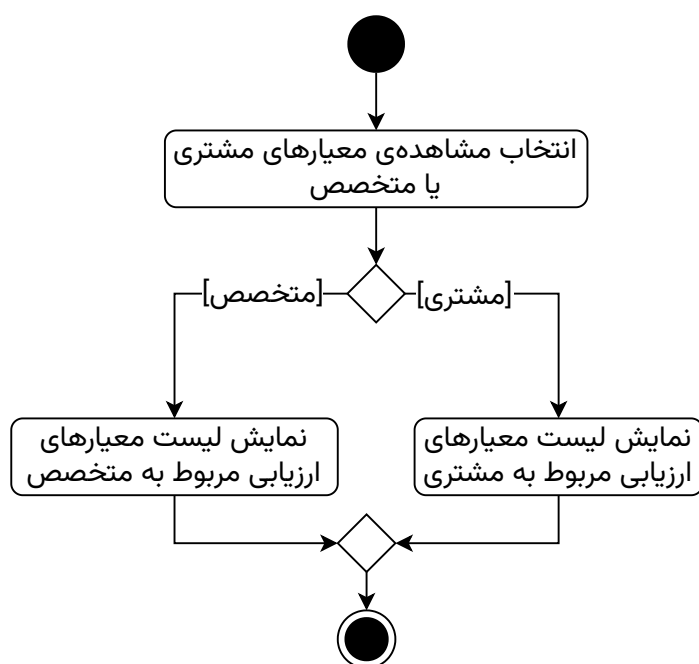 انتخاب مشاهده‌ی معیارهای مشتری
یا متخصص
[مشتری]
[متخصص]
نمایش لیست معیارهای
ارزیابی مربوط به مشتری
نمایش لیست معیارهای
ارزیابی مربوط به متخصص